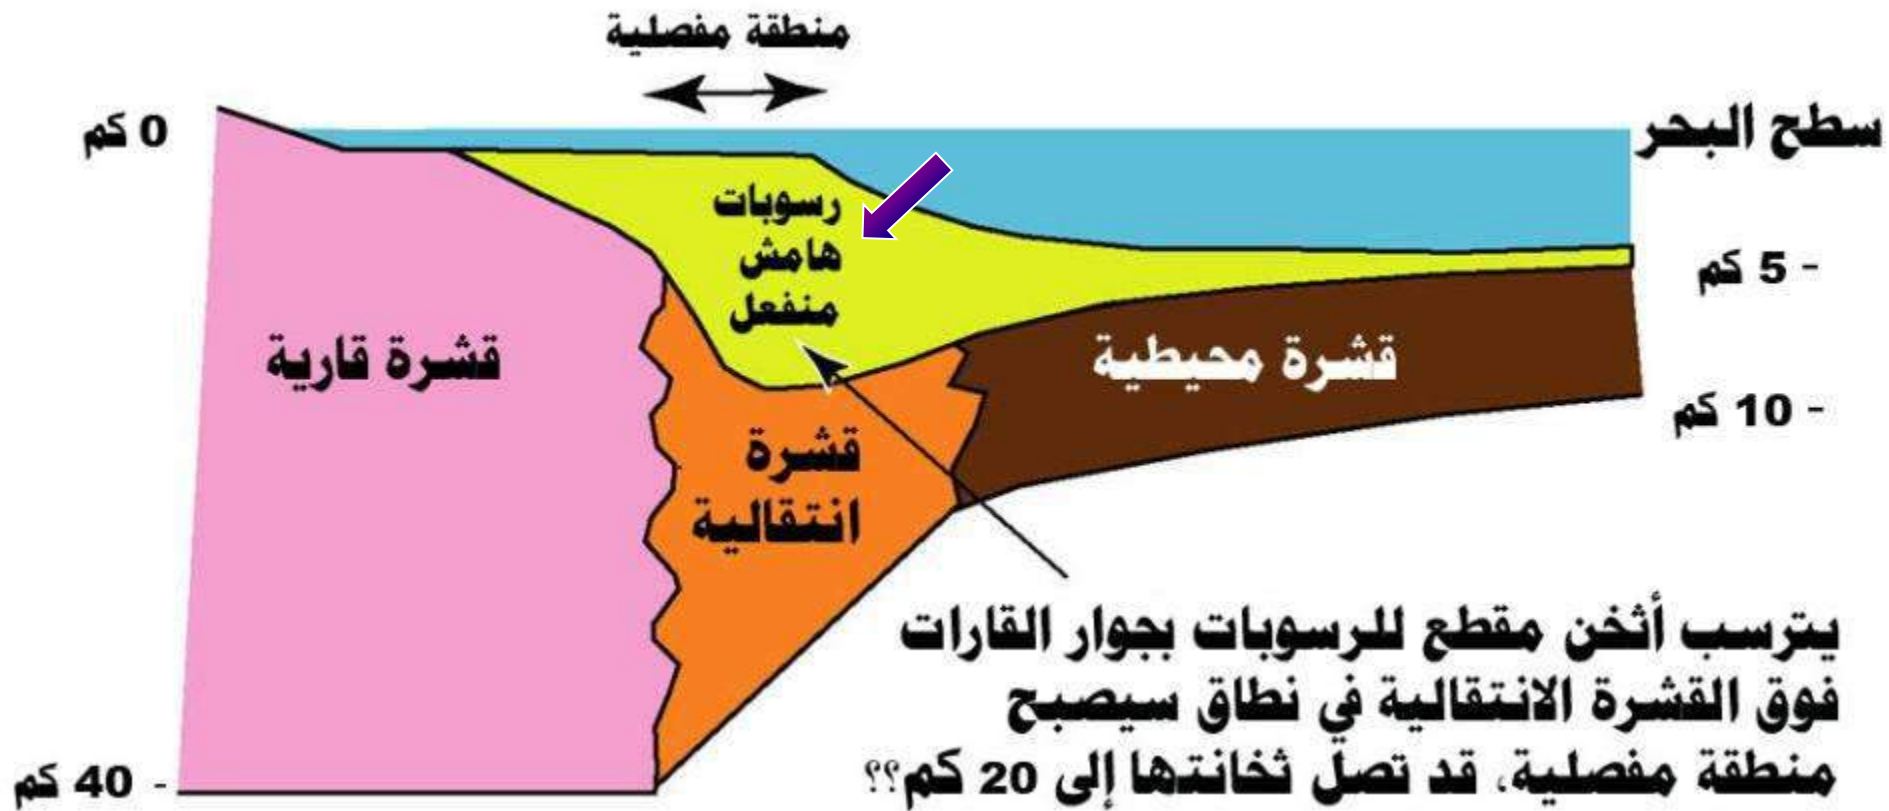 منطقة مفصلية
0 كم
سطح البحر
رسوبات
هامش
منفعل
- 5 كم
قشرة قارية
قشرة محيطية
- 10 كم
قشرة
انتقالية
يترسب أثخن مقطع للرسوبات بجوار القارات
فوق القشرة الانتقالية في نطاق سيصبح
منطقة مفصلية، قد تصل ثخانتها إلى 20 كم؟؟
- 40 كم